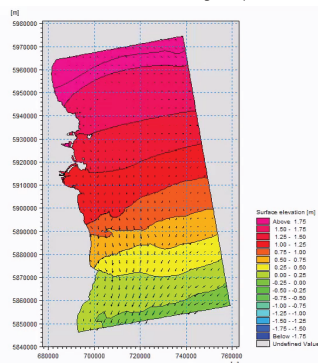 [m]
5980000
5970000
5960000
5950000
5940000
5930000
5920000
5910000
5900000
5890000
5880000
5870000
5860000
5850000
5840000
680000 700000 720000 740000 760000
Surface elevation [m]
Above 1.75
1.50 - 1.75
1.25 - 1.50
1.00 - 1.25
0.75 - 1.00
0.50 - 0.75
0.25 - 0.50
0.00 - 0.25
-0.25 - 0.00
-0.50 - -0.25
-0.75 - -0.50
-1.00 - -0.75
-1.25 - -1.00
-1.50 - -1.25
-1.75 - -1.50
Below -1.75
Undefined Value